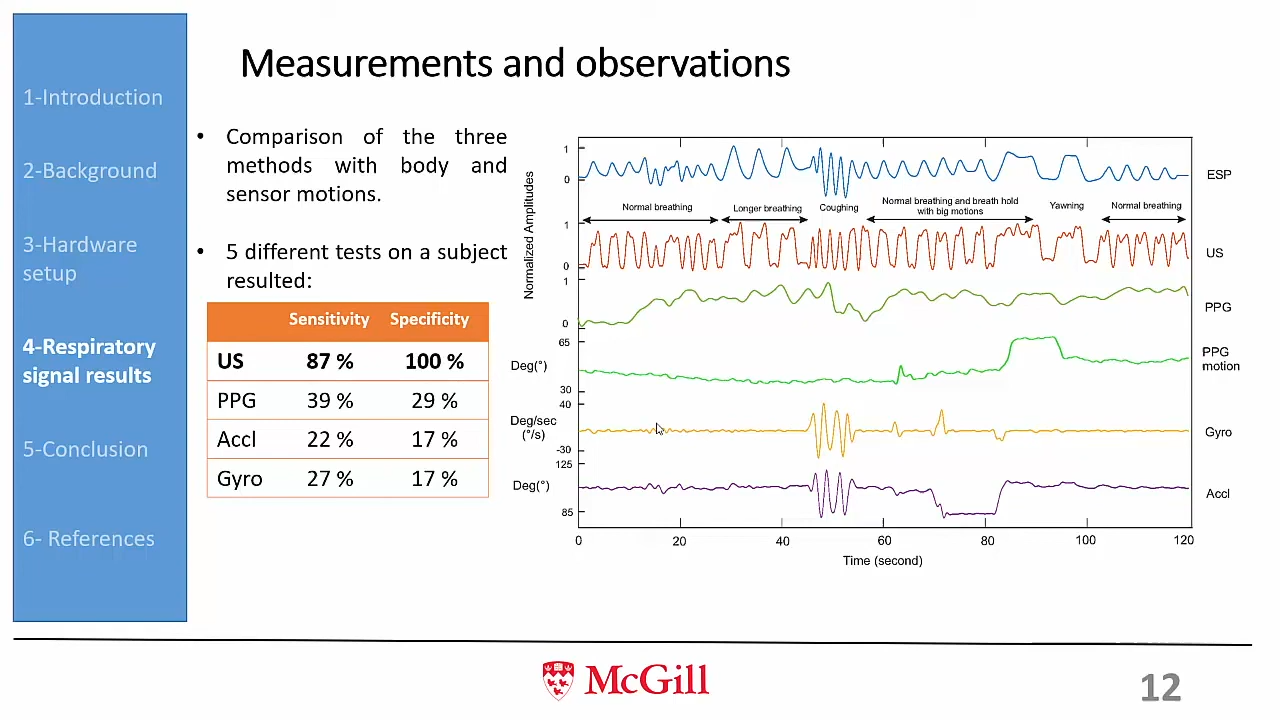 Measurements and observations
1-Introduction
2-Background
3-Hardware
setup
4-Respiratory
signal results
5-Conclusion
6- References
• Comparison of the three
methods with body and
sensor motions.
• 5 different tests on a subject
resulted:
Sensitivity Specificity
US 87 % 100 %
PPG 39 % 29 %
Accl 22 % 17 %
Gyro 27 % 17 %
Normalized Amplitudes
1
0
ESP
Normal breathing
Longer breathing
Coughing
Normal breathing and breath hold
with big motions
Yawning
Normal breathing
1
0
US
1
0
PPG
65
Deg(°)
30
PPG
motion
40
Deg/sec
(°/s)
-30
Gyro
125
Deg(°)
85
Accl
0 20 40 60 80 100 120
Time (second)
McGill
12